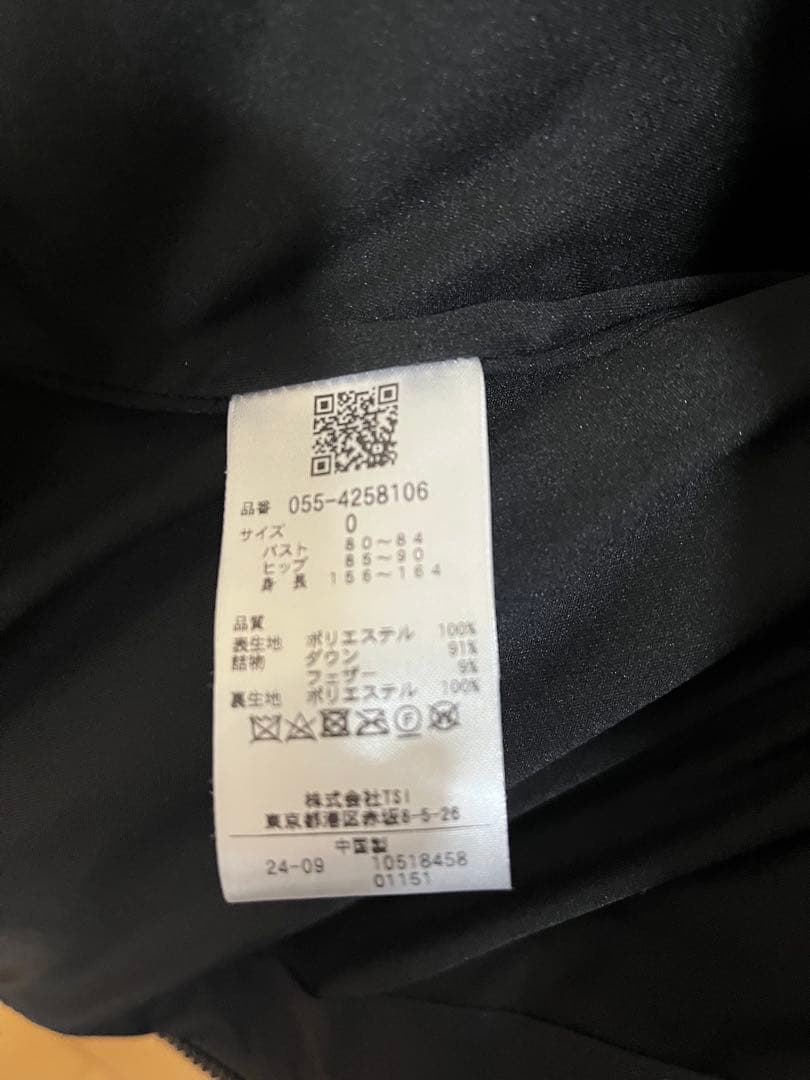 品番 055-4258106
サイズ 0
バスト 80～84
ヒップ 85～90
身長 156～164
品質
表生地 ポリエステル 100%
詰物 ダウン 91%
フェザー 9%
裏生地 ポリエステル 100%
F
株式会社TSI
東京都港区赤坂8-5-26
中国製
24-09 10518458
01151